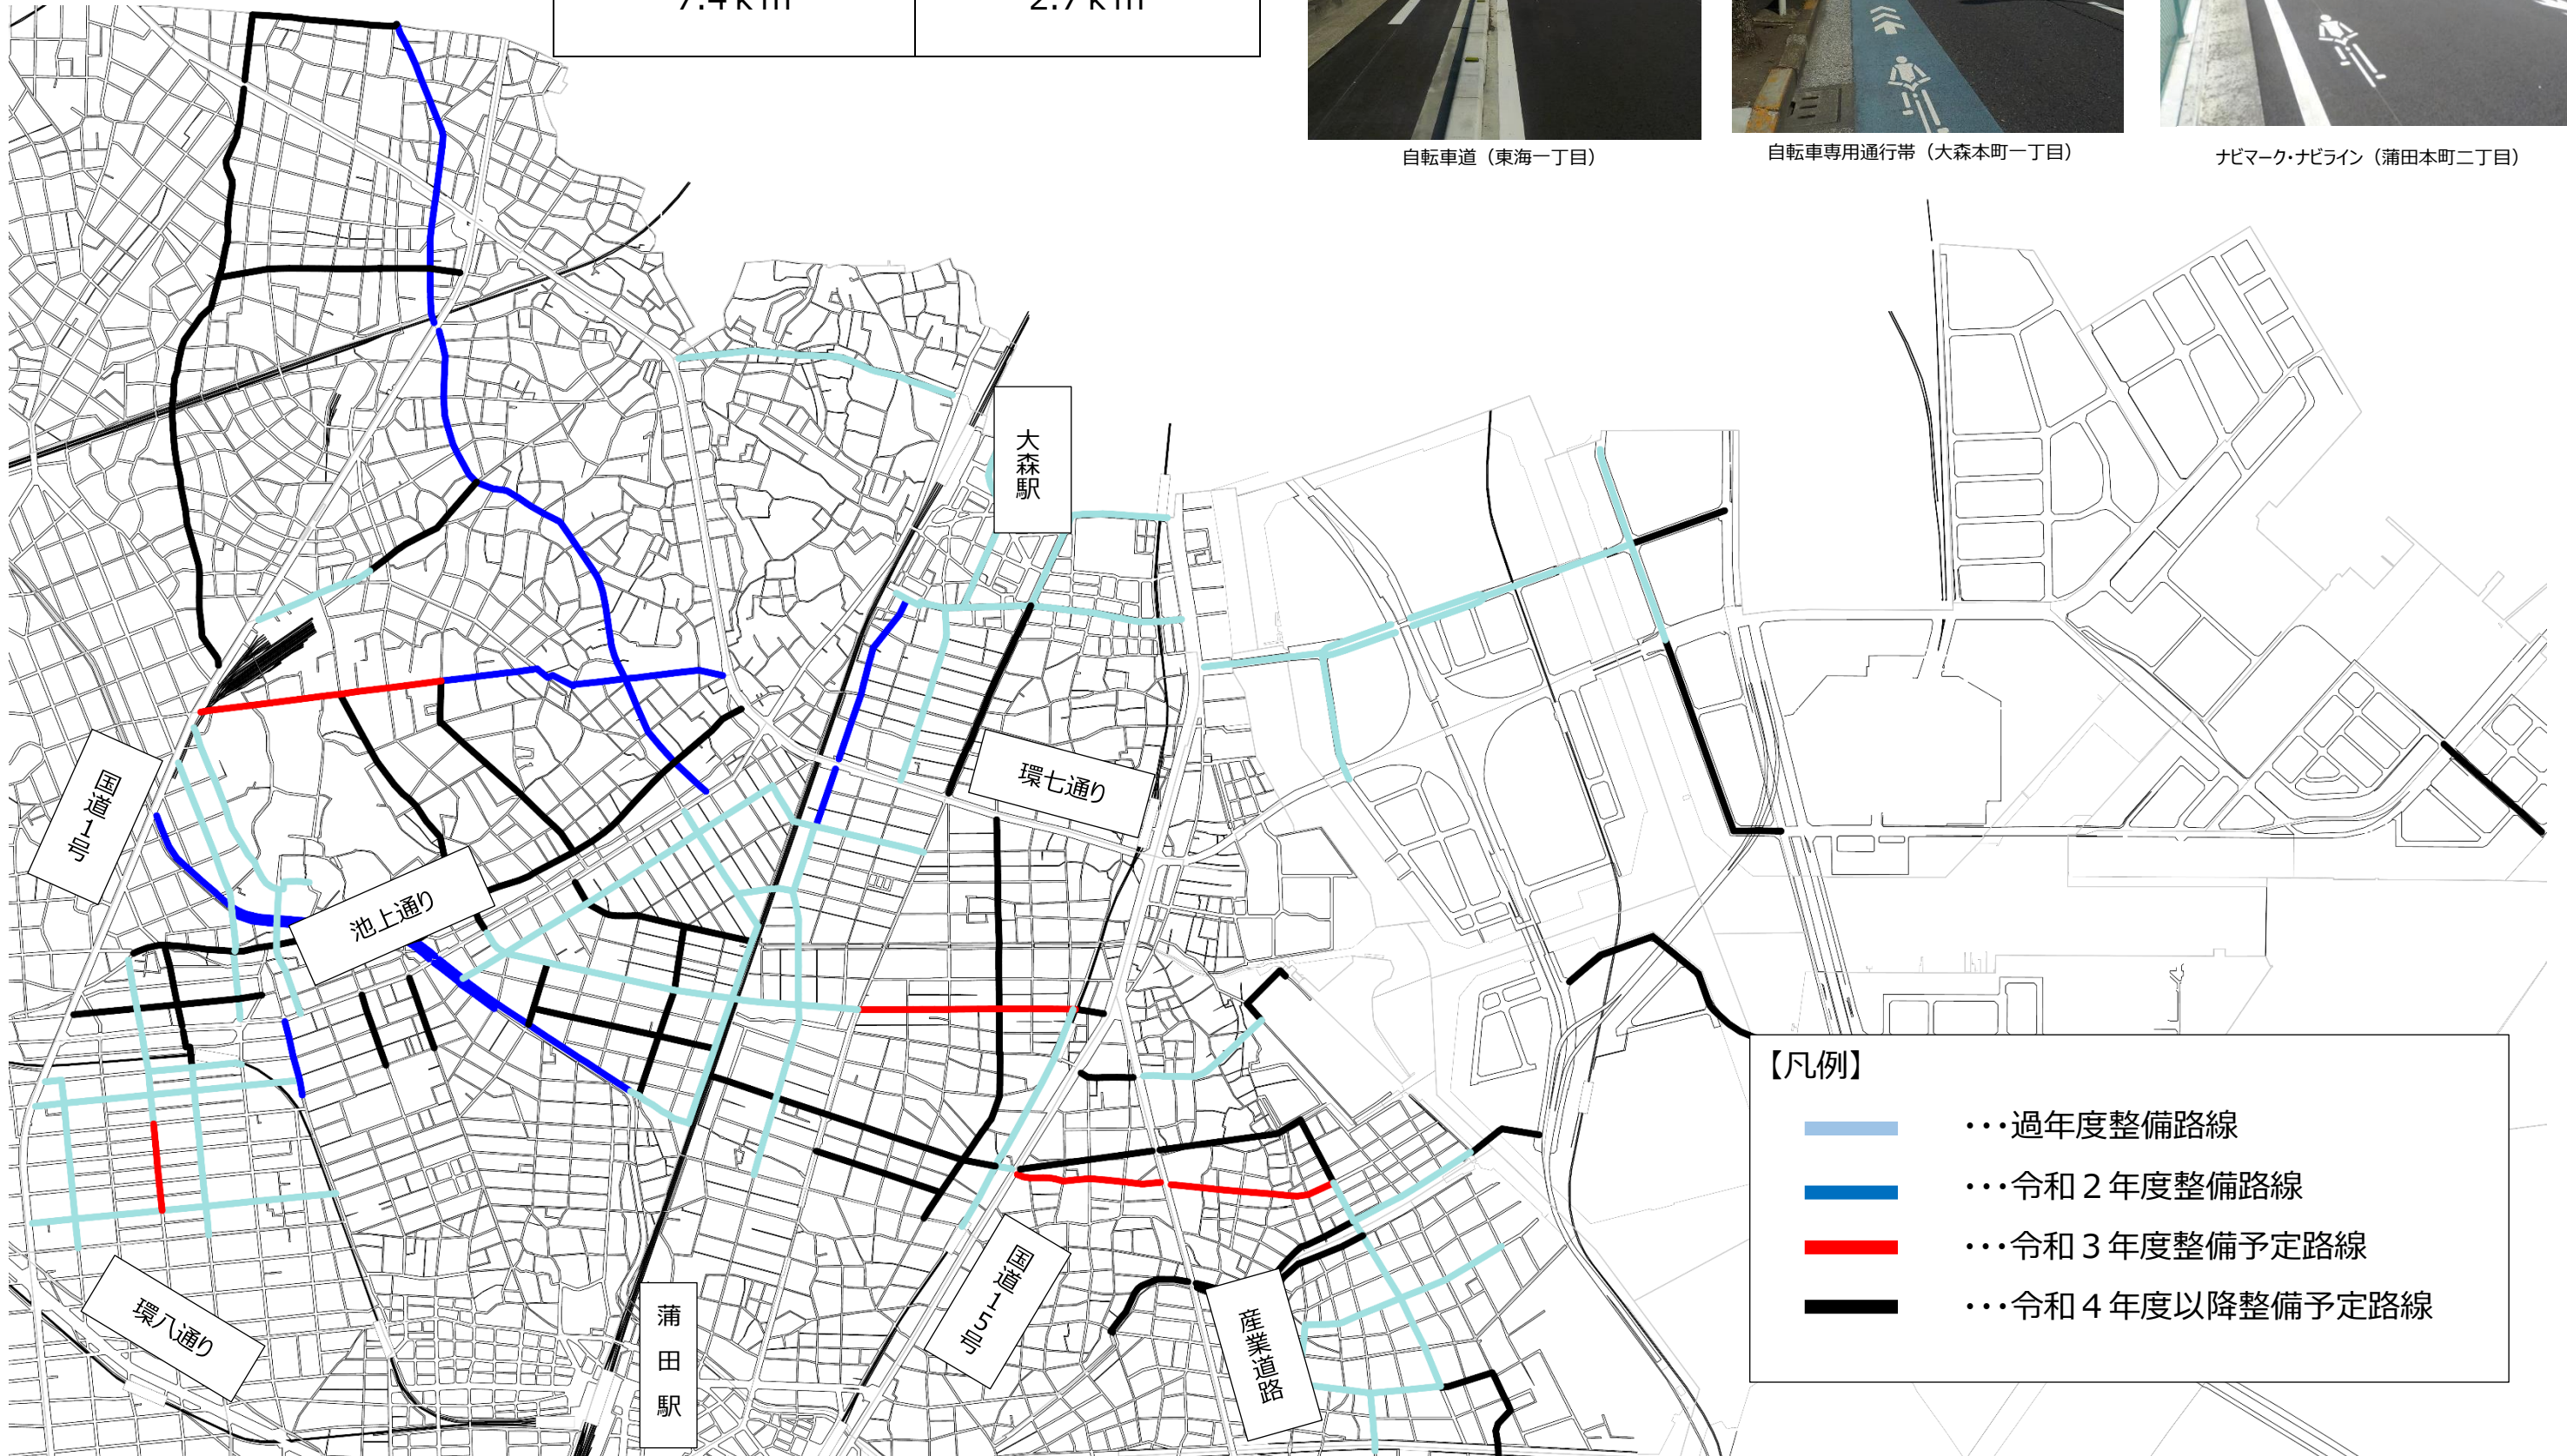 7.4ｋｍ
2.7ｋｍ
自転車道（東海一丁目）
自転車専用通行帯（大森本町一丁目）
ナビマーク・ナビライン（蒲田本町二丁目）
大森駅
環七通り
国道１号
池上通り
環八通り
蒲田駅
国道１５号
産業道路
【凡例】
・・・過年度整備路線
・・・令和２年度整備路線
・・・令和３年度整備予定路線
・・・令和４年度以降整備予定路線